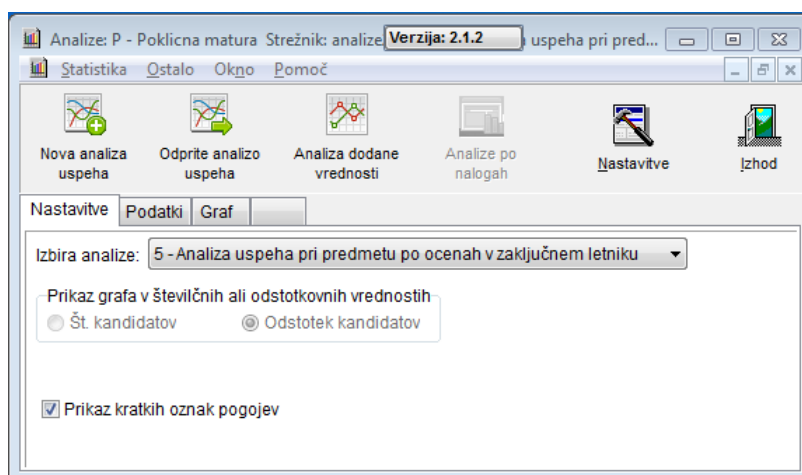 Analize: P - Poklicna matura Strežnik: analize Verzija: 2.1.2 uspeha pri pred...
Statistika Ostalo Okno Pomoč
Nova analiza uspeha
Odprite analizo uspeha
Analiza dodane vrednosti
Analize po nalogah
Nastavitve
Izhod
Nastavitve Podatki Graf
Izbira analize: 5 - Analiza uspeha pri predmetu po ocenah v zaključnem letniku
Prikaz grafa v številčnih ali odstotkovnih vrednostih
Št. kandidatov Odstotek kandidatov
Prikaz kratkih oznak pogojev